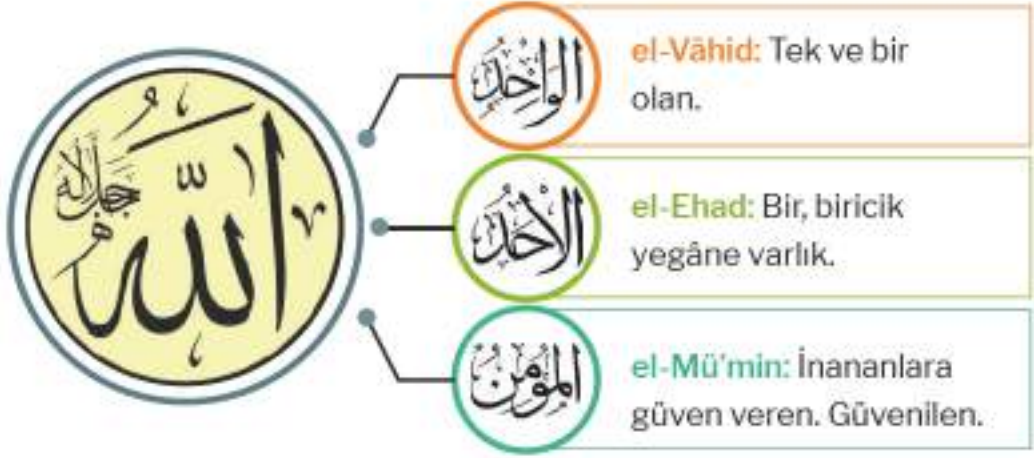 الله
جل جلاله
الواحد
el-Vâhid: Tek ve bir
olan.
الأحد
el-Ehad: Bir, biricik
yegâne varlık.
المؤمن
el-Mü'min: İnananlara
güven veren. Güvenilen.